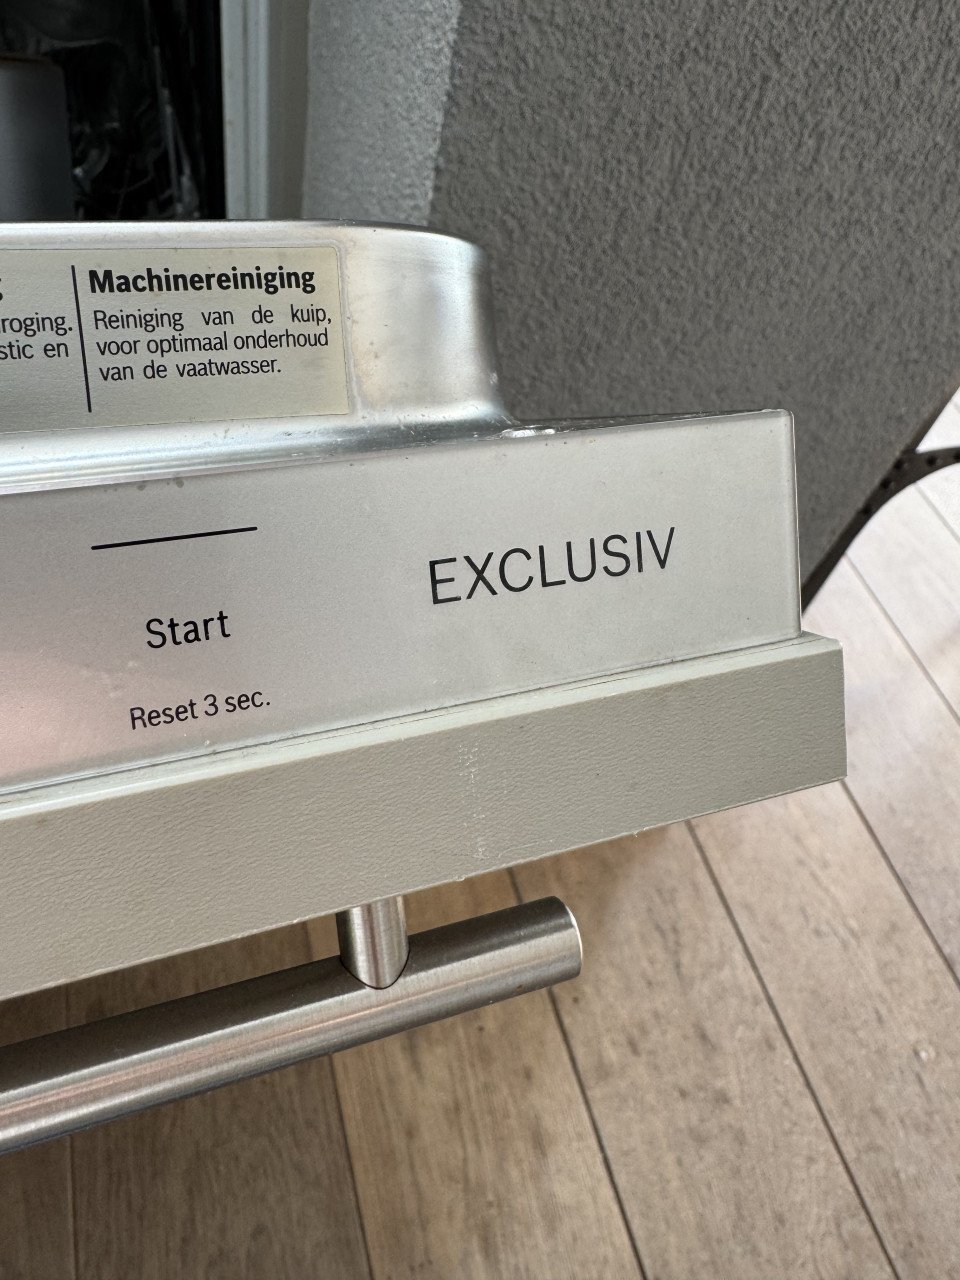 Machinereiniging
roging. Reiniging van de kuip,
stic en voor optimaal onderhoud
van de vaatwasser.
EXCLUSIV
Start
Reset 3 sec.